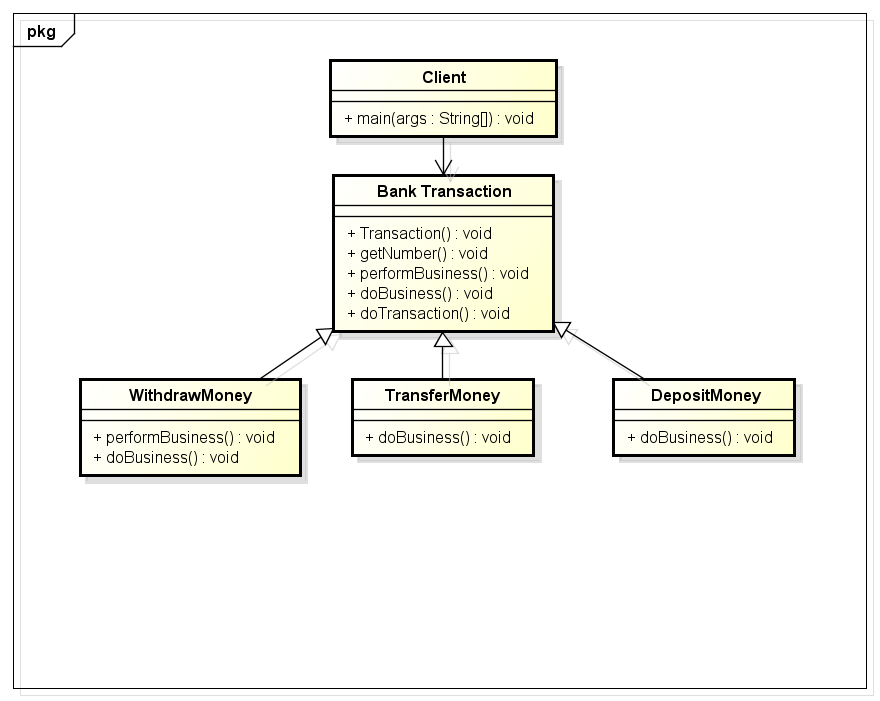 pkg
Client
+ main(args : String[]) : void
Bank Transaction
+ Transaction() : void
+ getNumber() : void
+ performBusiness() : void
+ doBusiness() : void
+ doTransaction() : void
WithdrawMoney
+ performBusiness() : void
+ doBusiness() : void
TransferMoney
+ doBusiness() : void
DepositMoney
+ doBusiness() : void